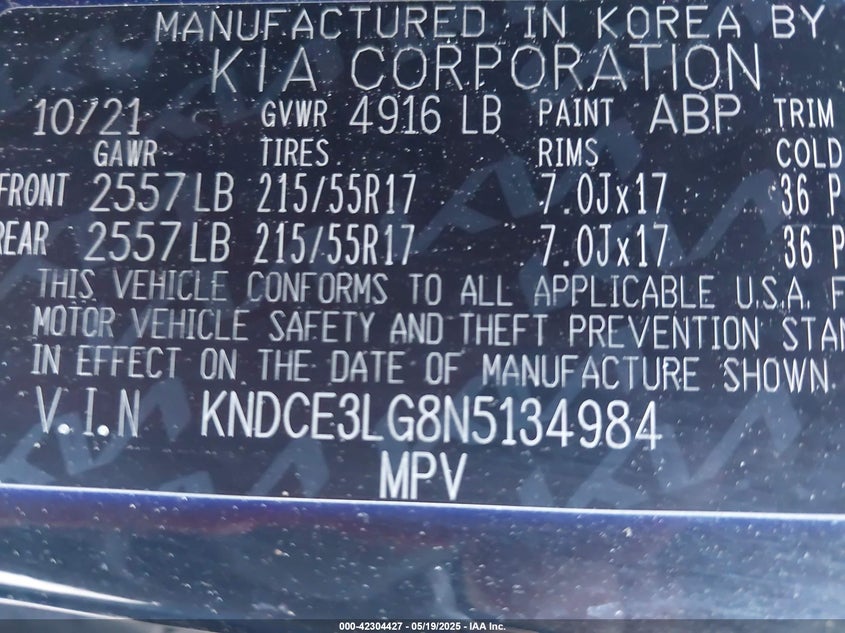 MANUFACTURED IN KOREA BY
KIA CORPORATION
10/21 GVWR 4916 LB PAINT ABP TRIM
GAWR TIRES RIMS COLD
FRONT 2557 LB 215/55R17 7.0Jx17 36 P
REAR 2557 LB 215/55R17 7.0Jx17 36 P
THIS VEHICLE CONFORMS TO ALL APPLICABLE U.S.A. F
MOTOR VEHICLE SAFETY AND THEFT PREVENTION STAN
IN EFFECT ON THE DATE OF MANUFACTURE SHOWN.
V.I.N KNDCE3LG8N5134984
MPV
000-42304427 - 05/19/2025 - IAA Inc.